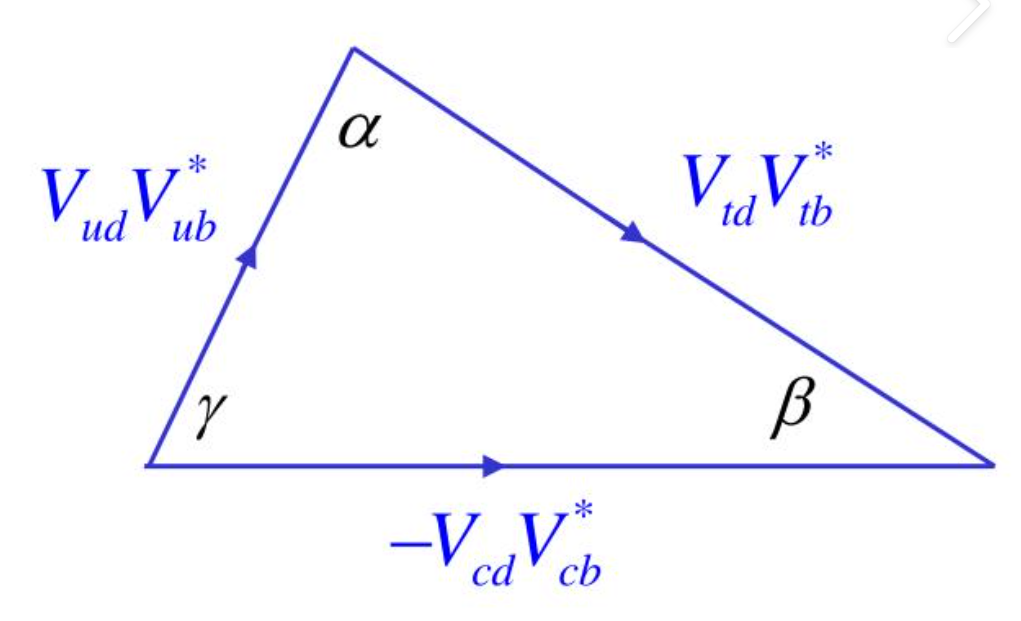 α
V_{ud}V_{ub}^*
V_{td}V_{tb}^*
γ
β
−V_{cd}V_{cb}^*